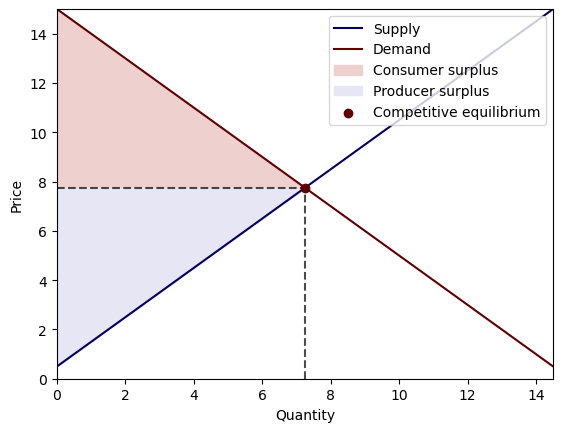 Supply
Demand
Consumer surplus
Producer surplus
Competitive equilibrium
14
12
10
8
6
4
2
0
Price
0 2 4 6 8 10 12 14
Quantity